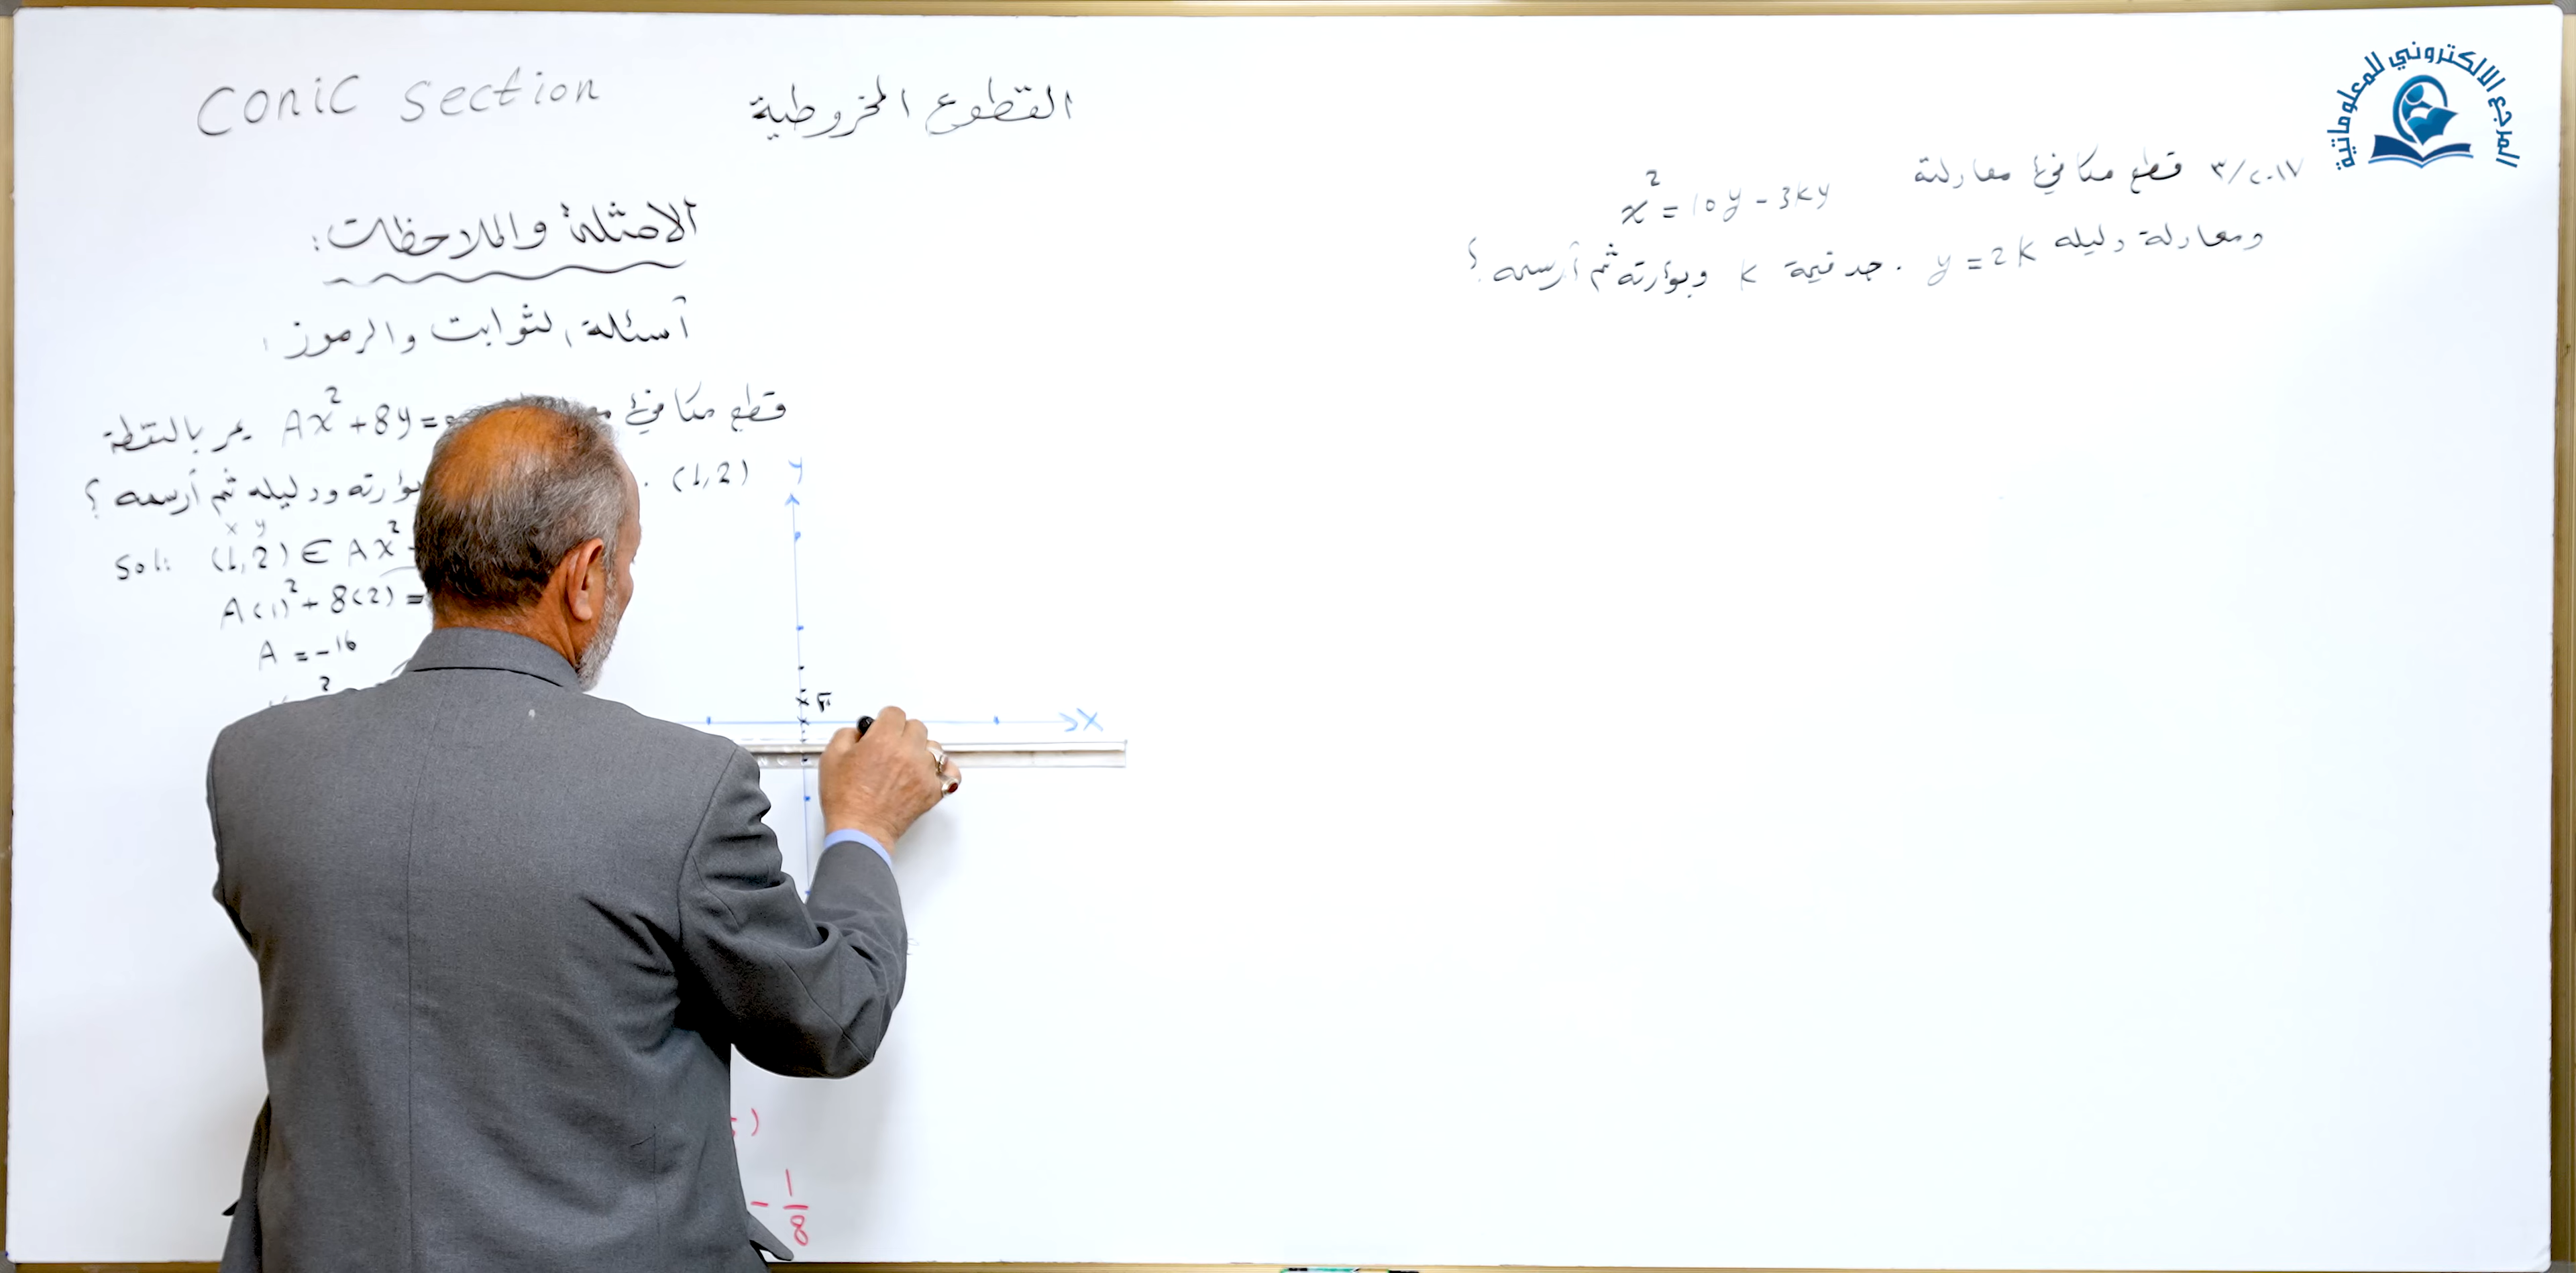 Conic Section
القطوع المخروطية
الامثلة والملاحظات:
أسئلة الثوابت والرموز:
قطع مكافئ Ax² + 8y = يمر بالنقطة
(1,2) . بؤرته ودليله ثم أرسمه ؟
x y
Sol: (1,2) ∈ Ax²
A(1)² + 8(2) =
A = -16
2
y
F
x
)
- 1/8
٢٠١٧/٣ قطع مكافئ معادلته x² = 10y - 3ky
ومعادلة دليله y = 2k . جد قيمة k وبؤرته ثم أرسمه ؟
المرجع الالكتروني للمعلوماتية